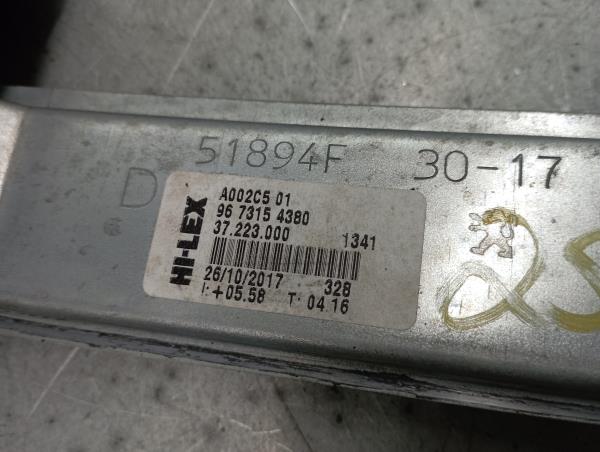 51894F 30-17
D
HI-LEX
A002C5 01
96 7315 4380
37.223.000 1341
26/10/2017 328
I: +05.58 T: 04.16